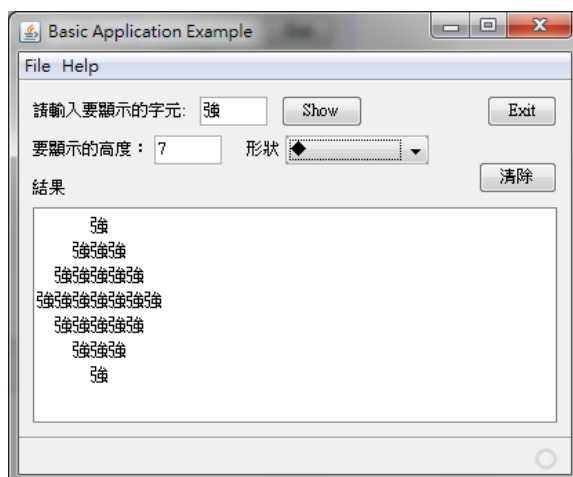 Basic Application Example
File Help
請輸入要顯示的字元: 強 Show Exit
要顯示的高度： 7 形狀 ◆
清除
結果
強
強強強
強強強強強
強強強強強強強
強強強強強
強強強
強